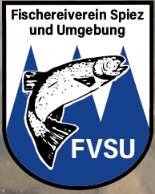 Fischereiverein Spiez
und Umgebung
FVSU